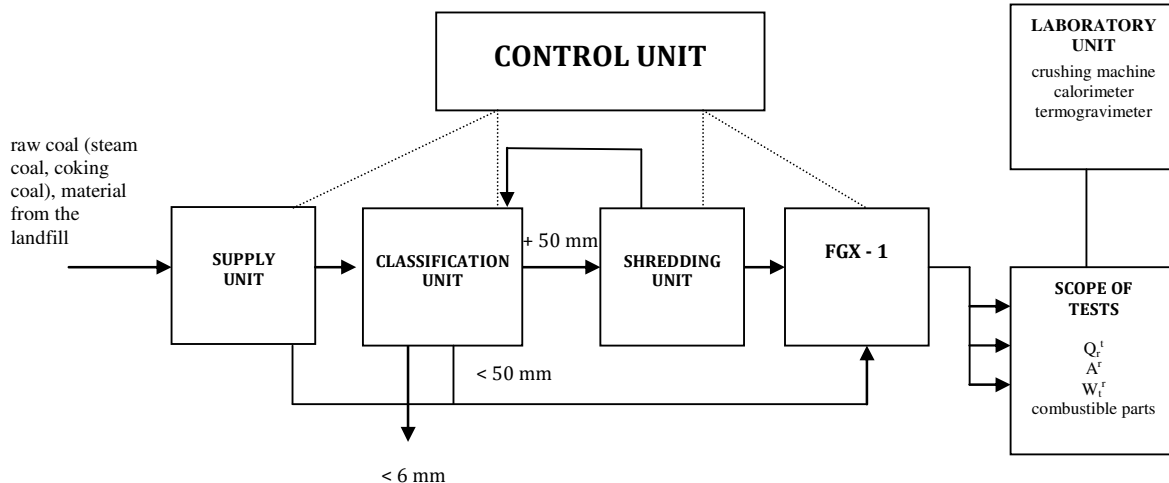 CONTROL UNIT
LABORATORY
UNIT
crushing machine
calorimeter
termogravimeter
raw coal (steam
coal, coking
coal), material
from the
landfill
SUPPLY
UNIT
CLASSIFICATION
UNIT
+ 50 mm
SHREDDING
UNIT
FGX - 1
SCOPE OF
TESTS
Qᵣᵗ
Aʳ
Wₜʳ
combustible parts
< 50 mm
< 6 mm